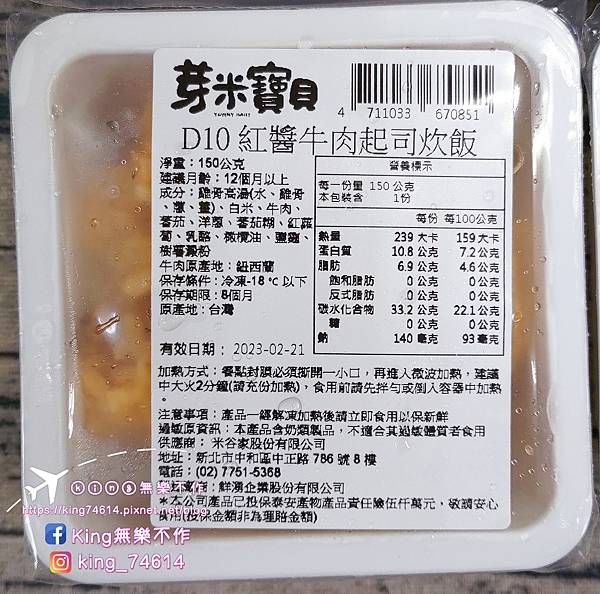 芽米寶貝
YUMMY BABY
4 711033 670851
D10 紅醬牛肉起司炊飯
淨重：150公克
建議月齡：12個月以上
成分：雞骨高湯(水、雞骨
、蔥、薑)、白米、牛肉、
番茄、洋蔥、番茄糊、紅蘿
蔔、乳酪、橄欖油、鹽麴、
樹薯澱粉
牛肉原產地：紐西蘭
保存條件：冷凍-18 ℃ 以下
保存期限：8個月
原產地：台灣
有效日期： 2023-02-21
營養標示
每一份量 150 公克
本包裝含 1份
每份 每100公克
熱量 239 大卡 159 大卡
蛋白質 10.8 公克 7.2 公克
脂肪 6.9 公克 4.6 公克
飽和脂肪 0 公克 0 公克
反式脂肪 0 公克 0 公克
碳水化合物 33.2 公克 22.1 公克
糖 0 公克 0 公克
鈉 140 毫克 93 毫克
加熱方式：餐點封膜必須撕開一小口，再進入微波加熱，建議
中大火2分鐘(請充份加熱)，食用前請先拌勻或倒入容器中加熱
。
注意事項：產品一經解凍加熱後請立即食用以保新鮮
過敏原資訊：本產品含奶類製品，不適合其過敏體質者食用
供應商： 米谷家股份有限公司
地址：新北市中和區中正路 786 號 8 樓
電話：(02) 7751-5368
鮮湧企業股份有限公司
*本公司產品已投保泰安產物產品責任險伍仟萬元，敬請安心
食用(投保金額非為理賠金額)
king無樂不作
https://king74614.pixnet.net/blog
King無樂不作
king_74614